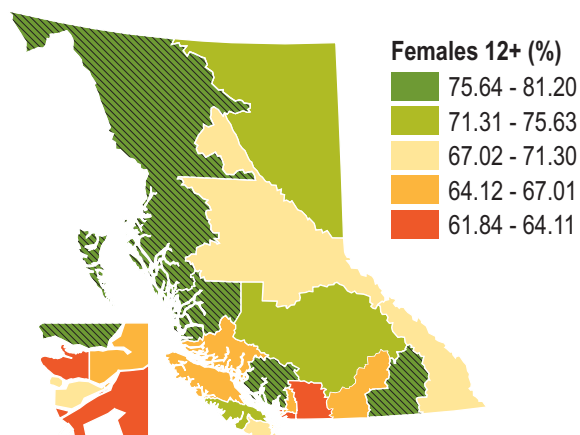 Females 12+ (%)
75.64 - 81.20
71.31 - 75.63
67.02 - 71.30
64.12 - 67.01
61.84 - 64.11